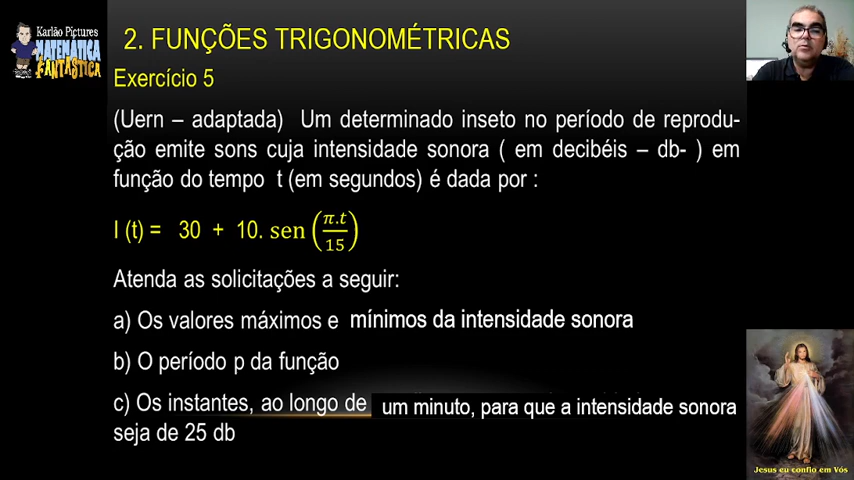 Karlão Pictures
MATEMÁTICA
FANTÁSTICA
2. FUNÇÕES TRIGONOMÉTRICAS
Exercício 5
(Uern – adaptada) Um determinado inseto no período de reprodu-
ção emite sons cuja intensidade sonora ( em decibéis – db- ) em
função do tempo t (em segundos) é dada por :
I (t) = 30 + 10. sen (π.t/15)
Atenda as solicitações a seguir:
a) Os valores máximos e mínimos da intensidade sonora
b) O período p da função
c) Os instantes, ao longo de um minuto, para que a intensidade sonora
seja de 25 db
Jesus eu confio em Vós